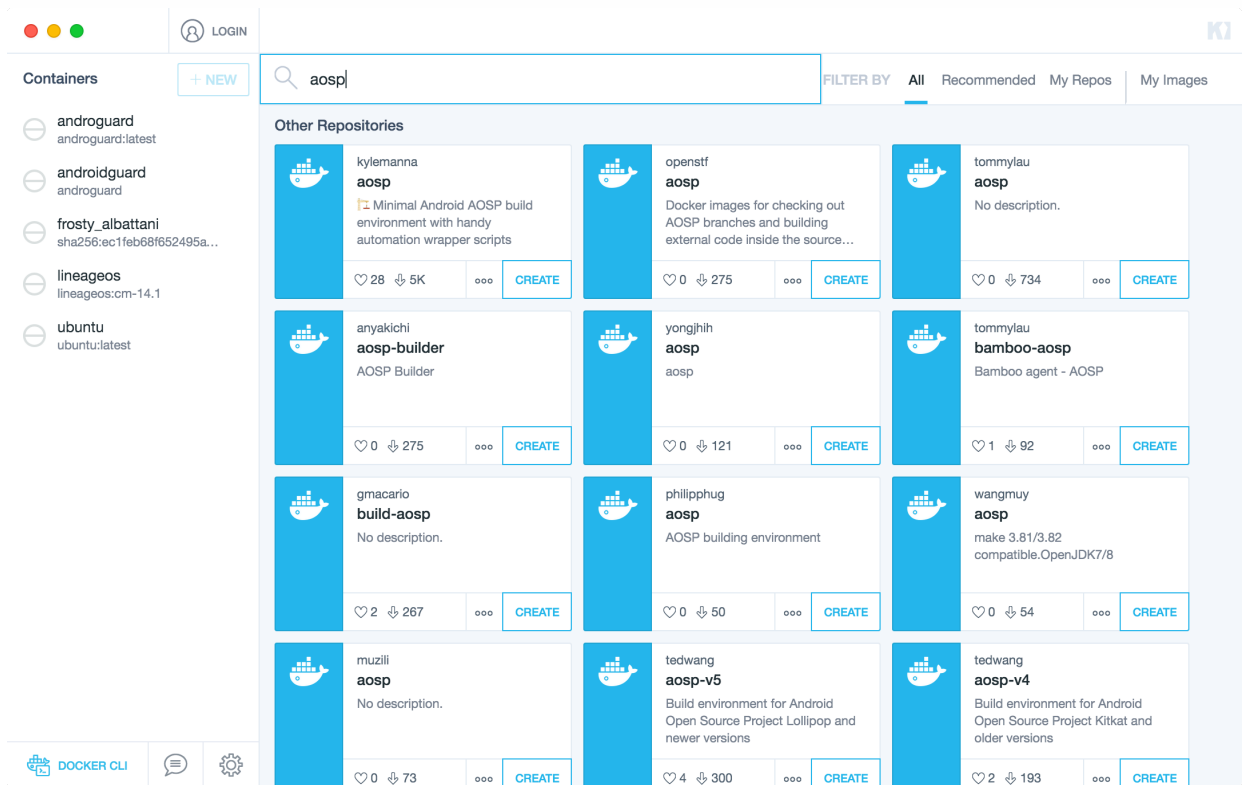 LOGIN
Containers
+ NEW
androguard
androguard:latest
androidguard
androguard
frosty_albattani
sha256:ec1feb68f652495a...
lineageos
lineageos:cm-14.1
ubuntu
ubuntu:latest
DOCKER CLI
aosp
FILTER BY All Recommended My Repos My Images
Other Repositories
kylemanna
aosp
Minimal Android AOSP build
environment with handy
automation wrapper scripts
28 5K
CREATE
openstf
aosp
Docker images for checking out
AOSP branches and building
external code inside the source...
0 275
CREATE
tommylau
aosp
No description.
0 734
CREATE
anyakichi
aosp-builder
AOSP Builder
0 275
CREATE
yongjhih
aosp
aosp
0 121
CREATE
tommylau
bamboo-aosp
Bamboo agent - AOSP
1 92
CREATE
gmacario
build-aosp
No description.
2 267
CREATE
philipphug
aosp
AOSP building environment
0 50
CREATE
wangmuy
aosp
make 3.81/3.82
compatible.OpenJDK7/8
0 54
CREATE
muzili
aosp
No description.
0 73
CREATE
tedwang
aosp-v5
Build environment for Android
Open Source Project Lollipop and
newer versions
4 300
CREATE
tedwang
aosp-v4
Build environment for Android
Open Source Project Kitkat and
older versions
2 193
CREATE